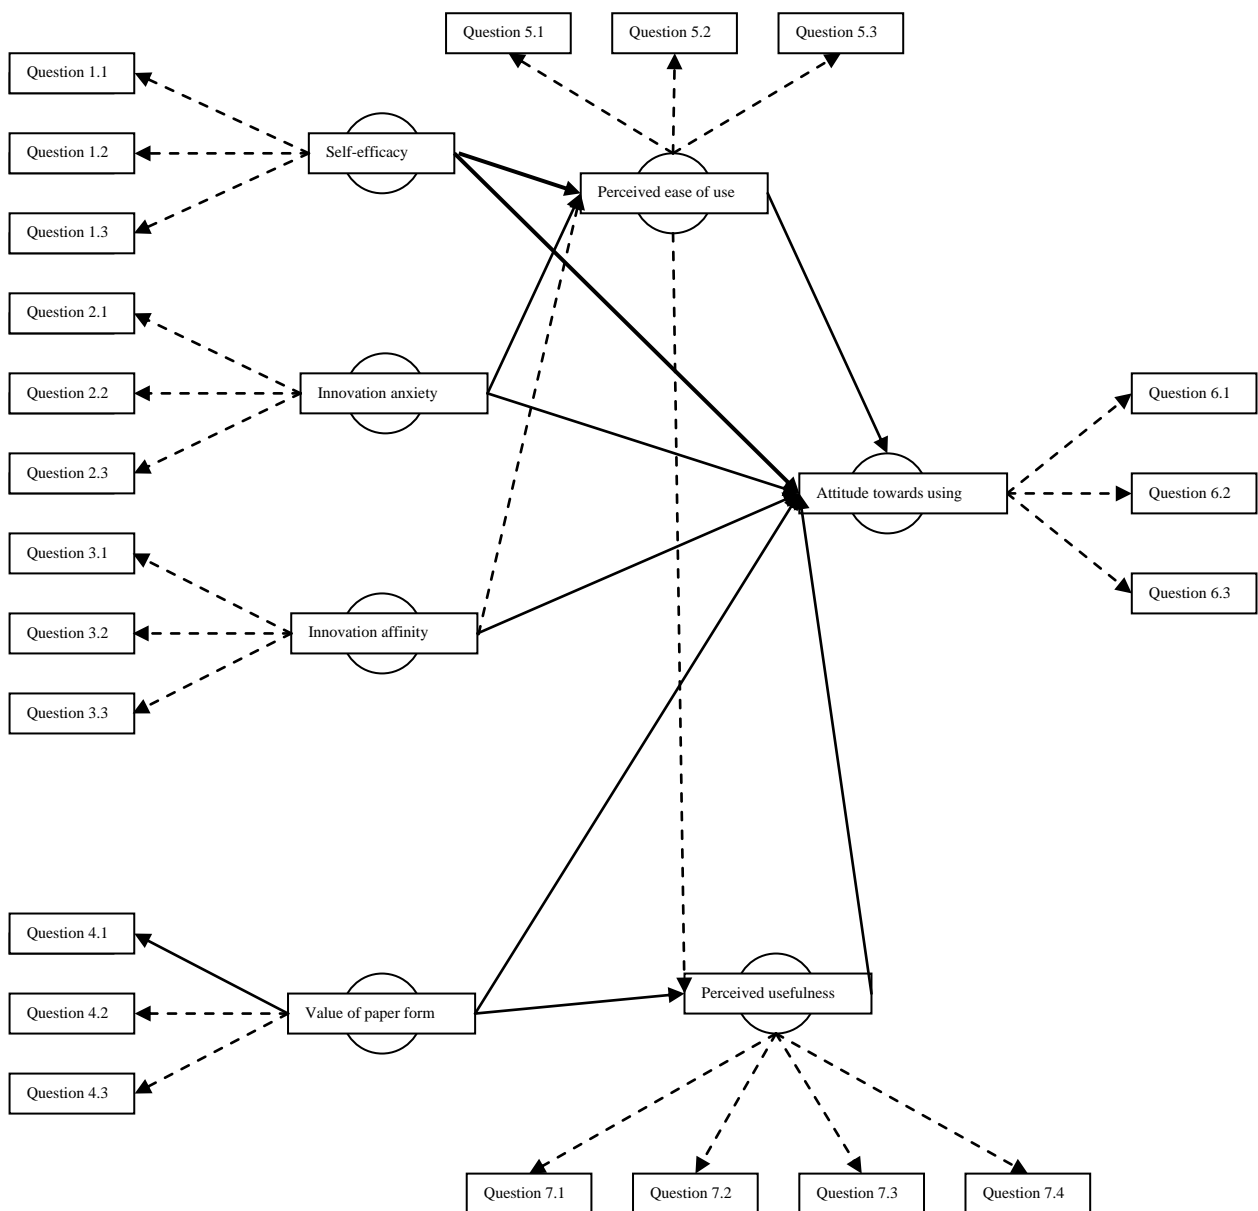 Question 5.1
Question 5.2
Question 5.3
Question 1.1
Question 1.2
Question 1.3
Self-efficacy
Perceived ease of use
Question 2.1
Question 2.2
Question 2.3
Innovation anxiety
Question 6.1
Question 6.2
Question 6.3
Attitude towards using
Question 3.1
Question 3.2
Question 3.3
Innovation affinity
Question 4.1
Question 4.2
Question 4.3
Value of paper form
Perceived usefulness
Question 7.1
Question 7.2
Question 7.3
Question 7.4